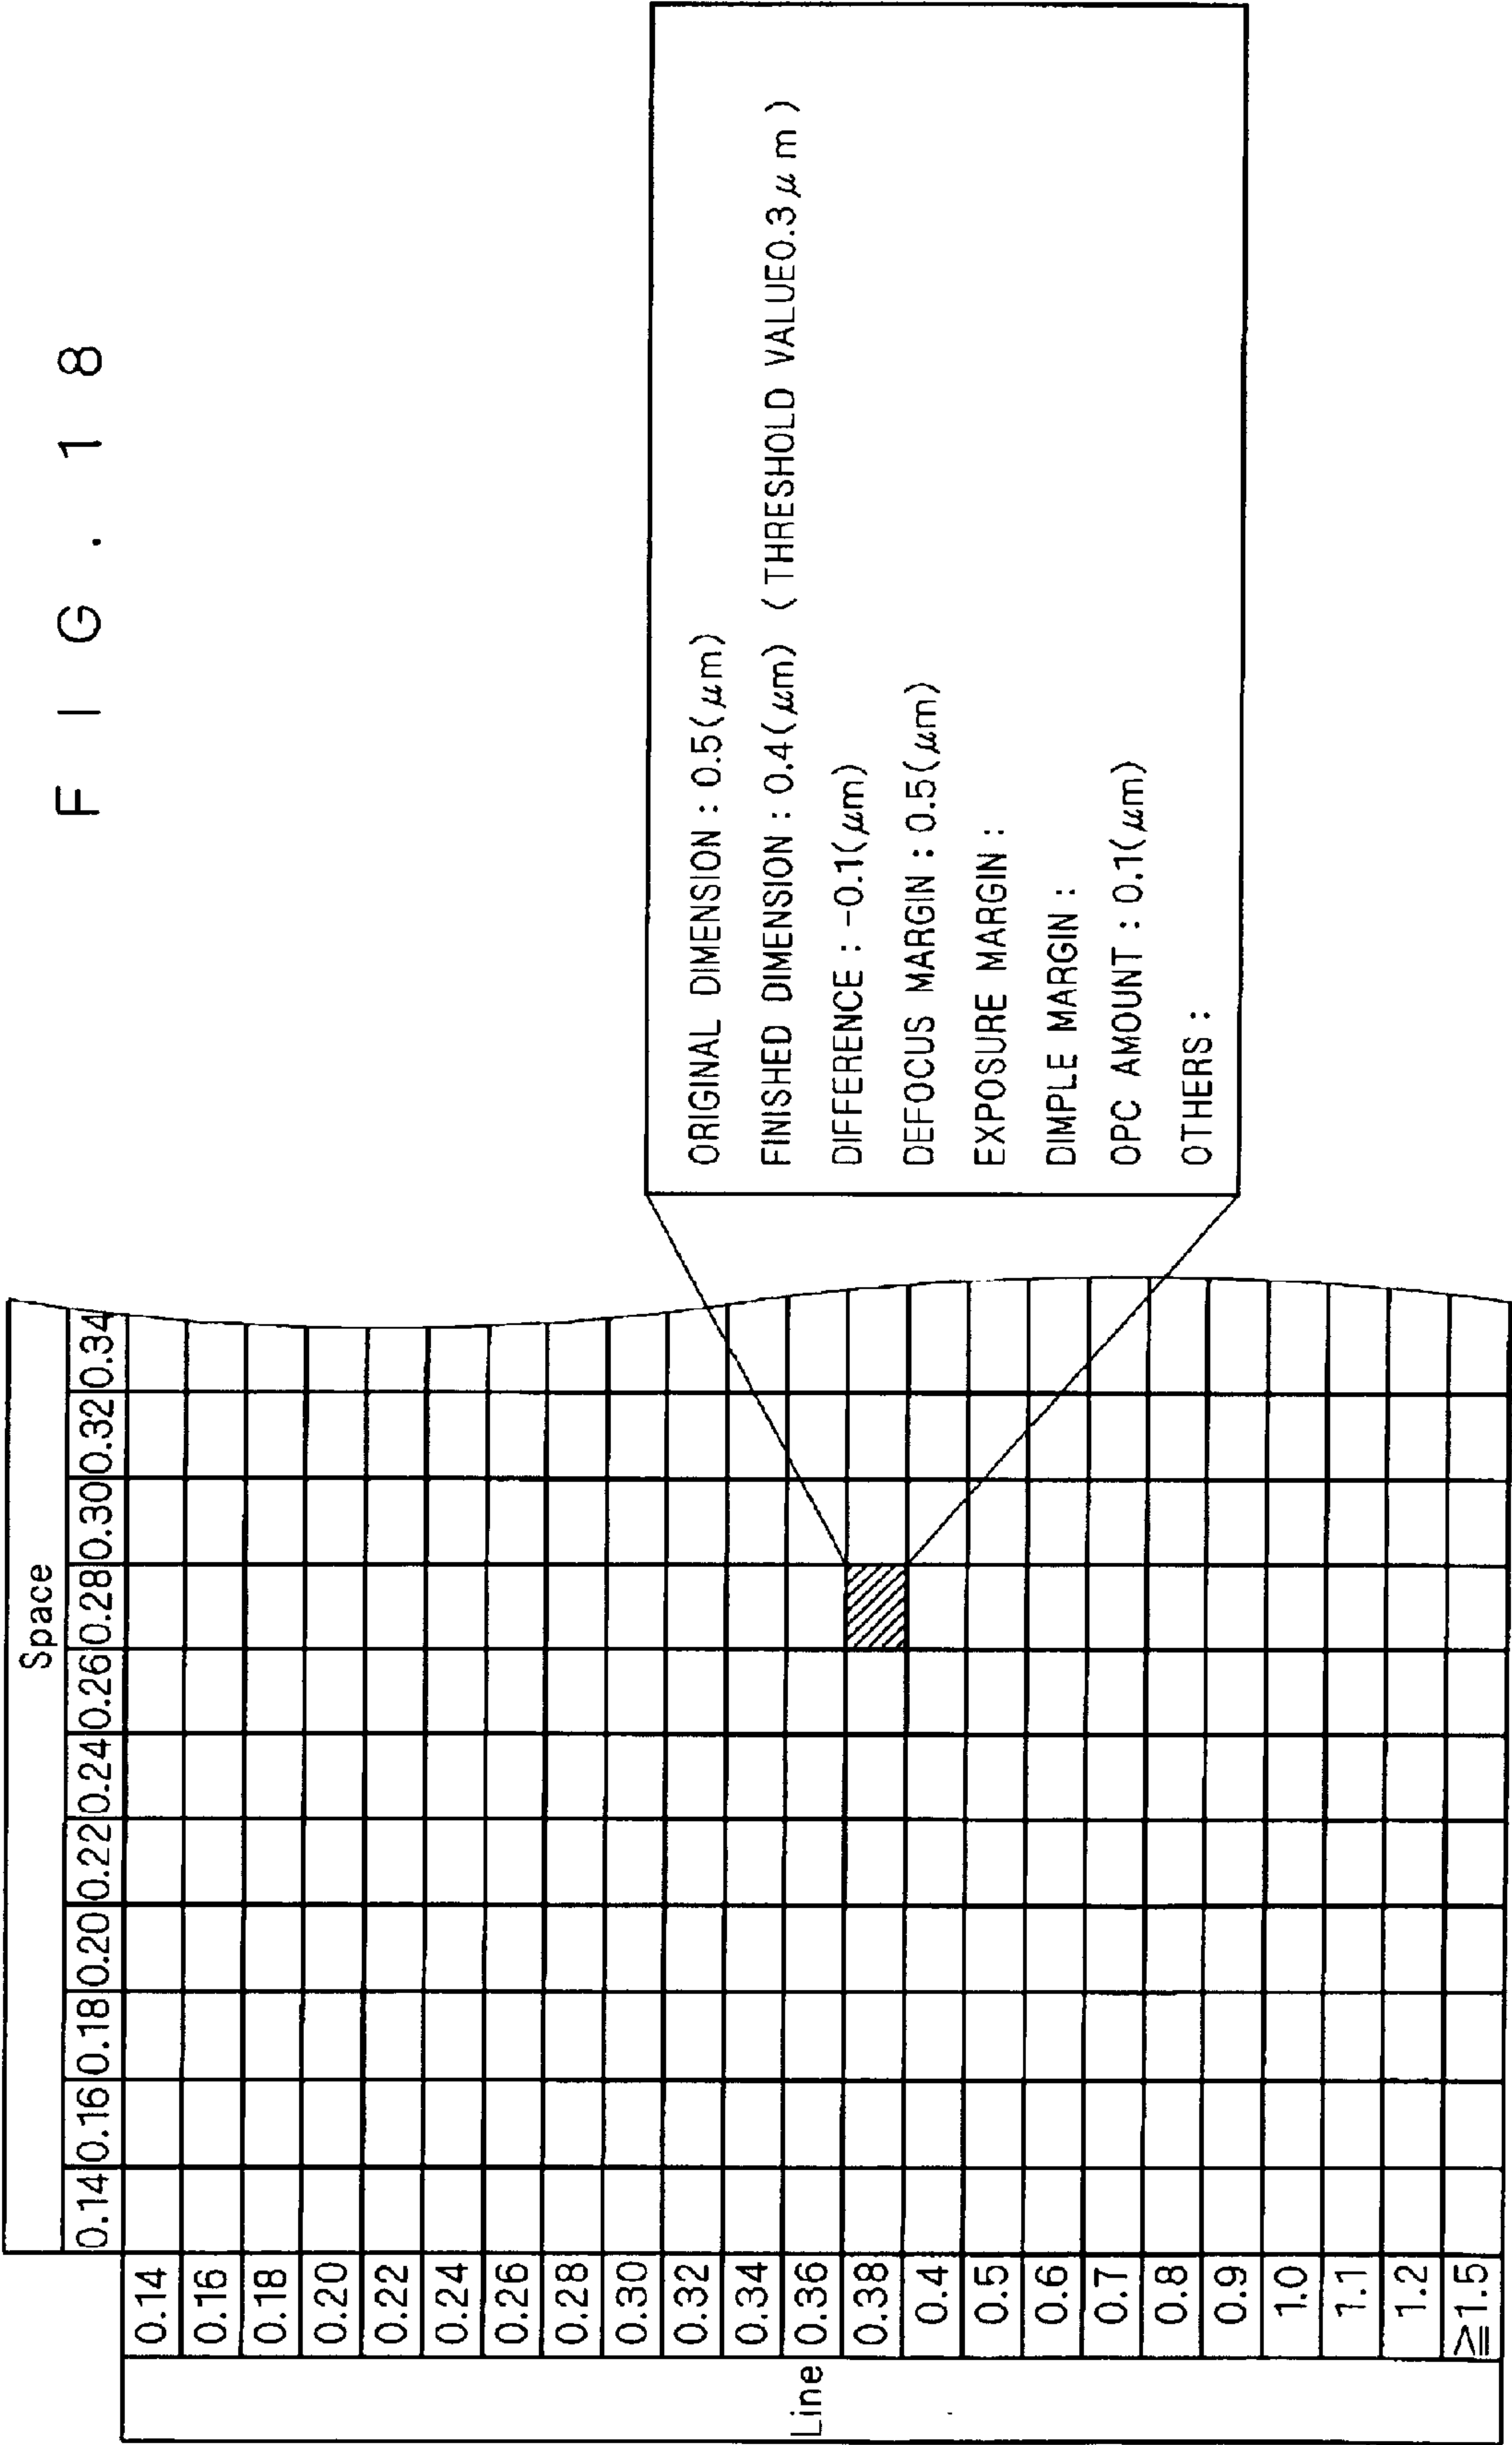 F I G . 1 8
Space
0.14 0.16 0.18 0.20 0.22 0.24 0.26 0.28 0.30 0.32 0.34
Line
0.14
0.16
0.18
0.20
0.22
0.24
0.26
0.28
0.30
0.32
0.34
0.36
0.38
0.4
0.5
0.6
0.7
0.8
0.9
1.0
1.1
1.2
≧1.5
ORIGINAL DIMENSION : 0.5(μm)
FINISHED DIMENSION : 0.4(μm) (THRESHOLD VALUE0.3μm)
DIFFERENCE : -0.1(μm)
DEFOCUS MARGIN : 0.5(μm)
EXPOSURE MARGIN :
DIMPLE MARGIN :
OPC AMOUNT : 0.1(μm)
OTHERS :